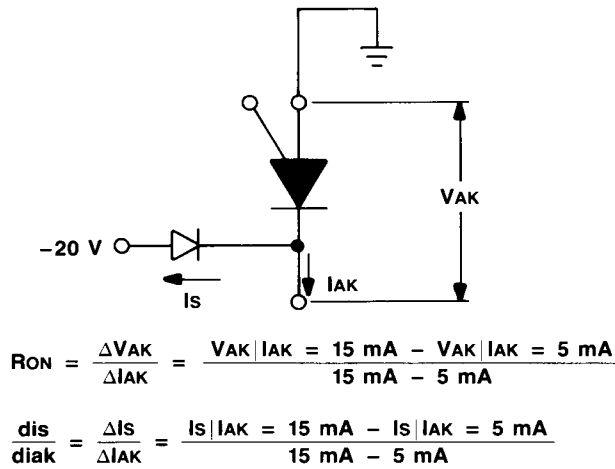 VAK
−20 V
IS
IAK
RON = ΔVAK / ΔIAK = VAK | IAK = 15 mA − VAK | IAK = 5 mA / 15 mA − 5 mA
dis / diak = ΔIS / ΔIAK = IS | IAK = 15 mA − IS | IAK = 5 mA / 15 mA − 5 mA